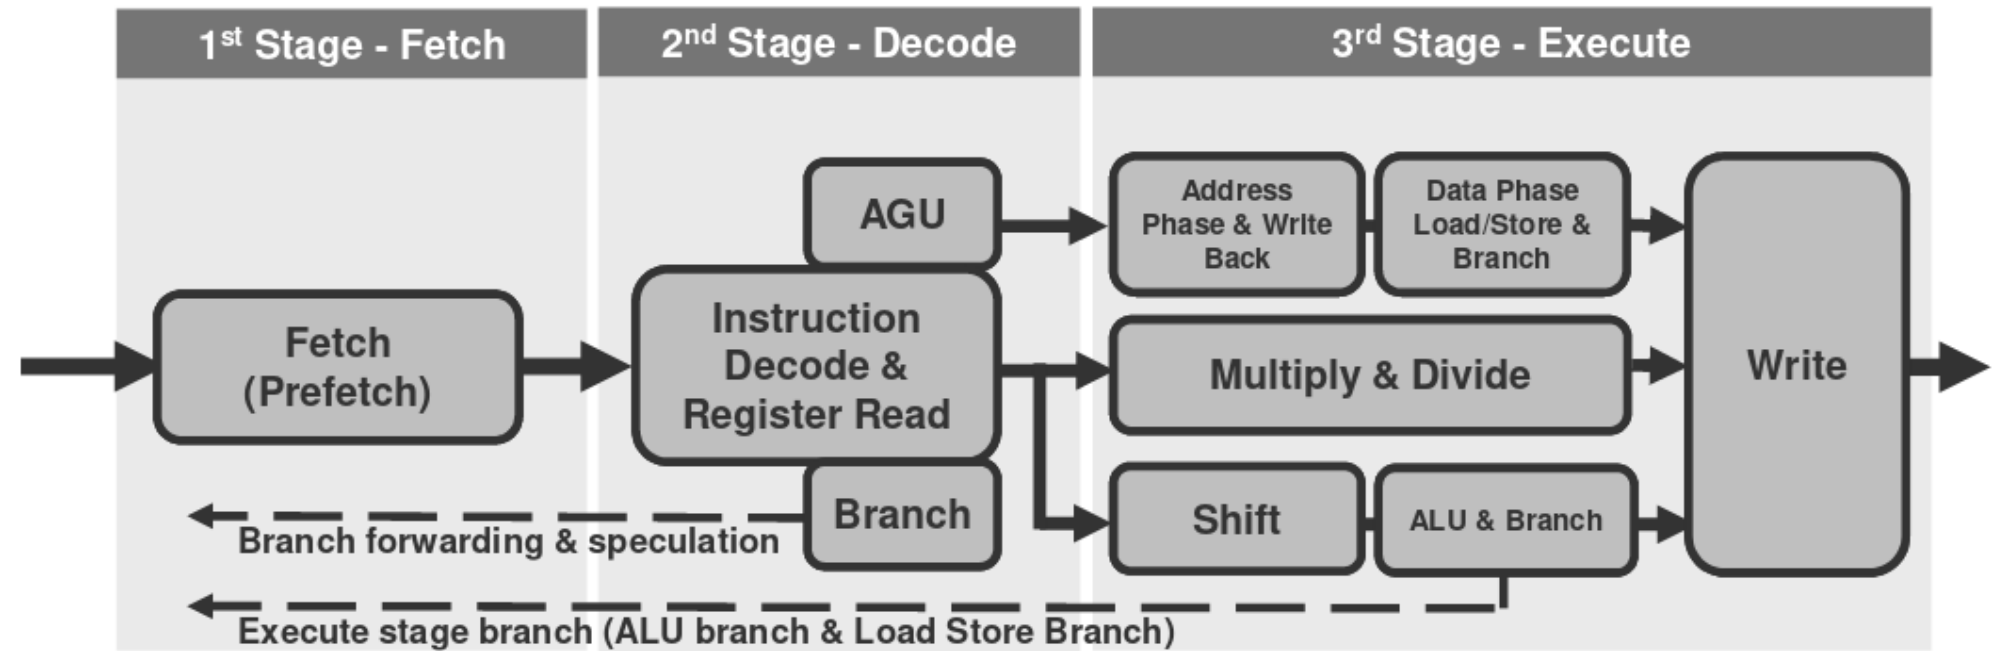 1st Stage - Fetch
2nd Stage - Decode
3rd Stage - Execute
Fetch
(Prefetch)
AGU
Instruction
Decode &
Register Read
Branch
Address
Phase & Write
Back
Data Phase
Load/Store &
Branch
Multiply & Divide
Shift
ALU & Branch
Write
Branch forwarding & speculation
Execute stage branch (ALU branch & Load Store Branch)